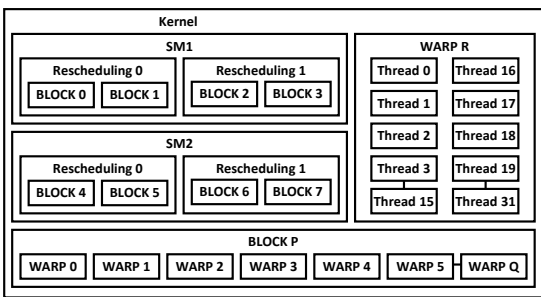 Kernel
SM1
Rescheduling 0
BLOCK 0 BLOCK 1
Rescheduling 1
BLOCK 2 BLOCK 3
SM2
Rescheduling 0
BLOCK 4 BLOCK 5
Rescheduling 1
BLOCK 6 BLOCK 7
WARP R
Thread 0 Thread 16
Thread 1 Thread 17
Thread 2 Thread 18
Thread 3 Thread 19
Thread 15 Thread 31
BLOCK P
WARP 0 WARP 1 WARP 2 WARP 3 WARP 4 WARP 5 WARP Q